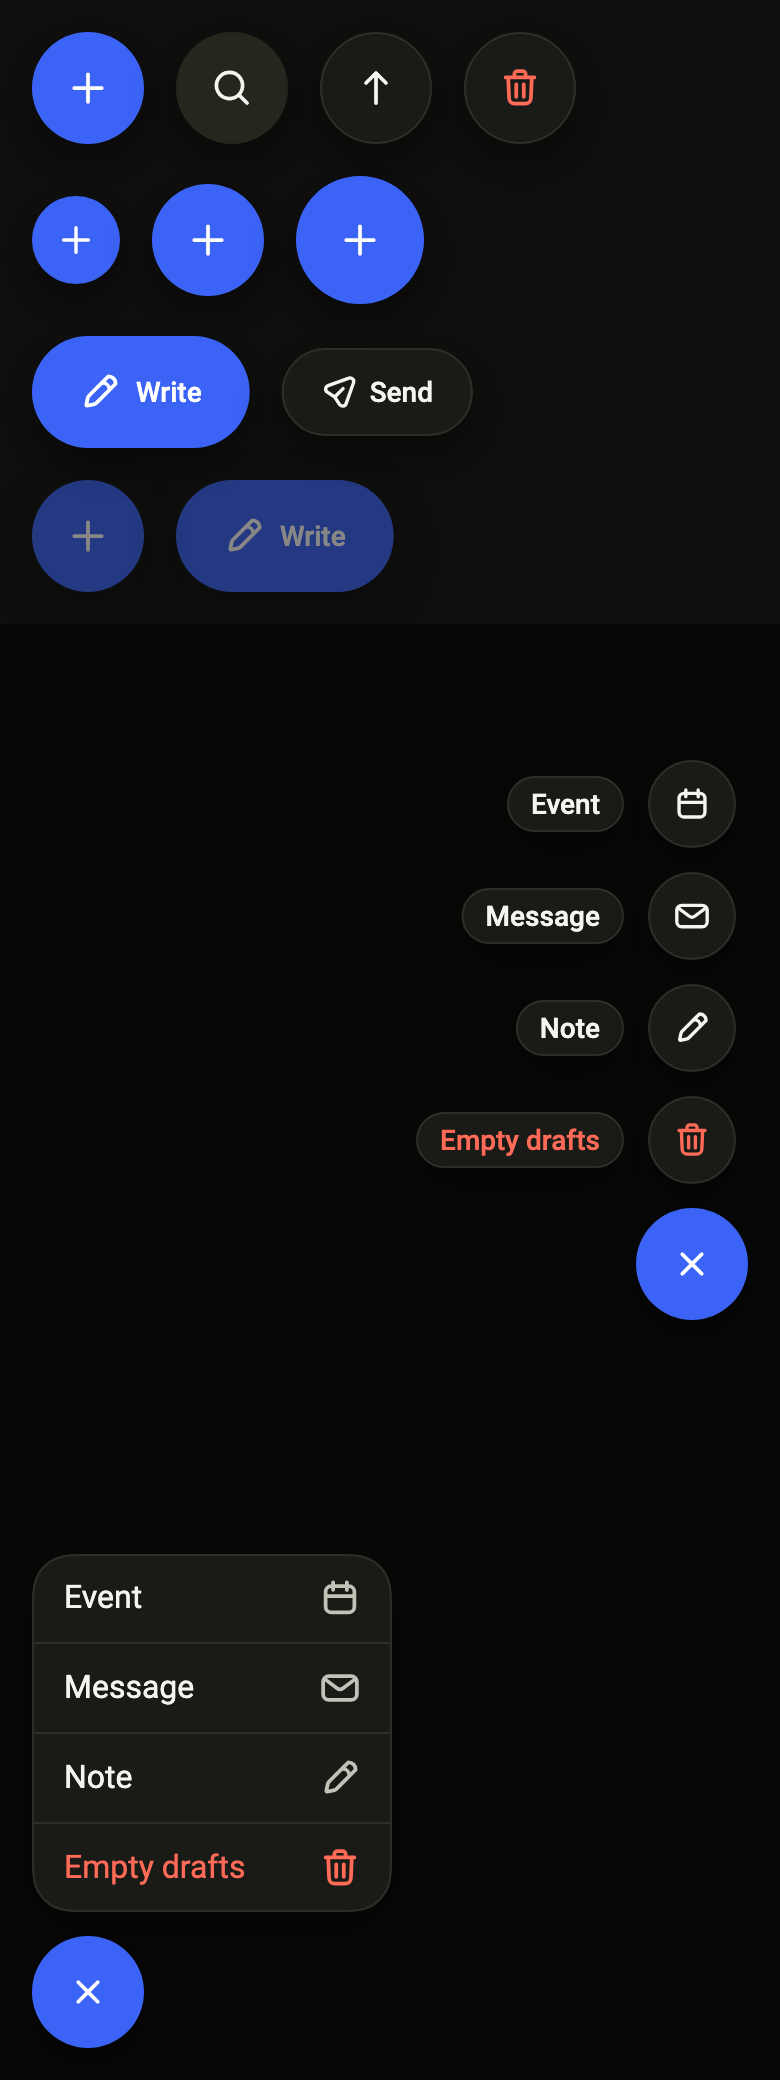 Write
Send
Write
Event
Message
Note
Empty drafts
Event
Message
Note
Empty drafts